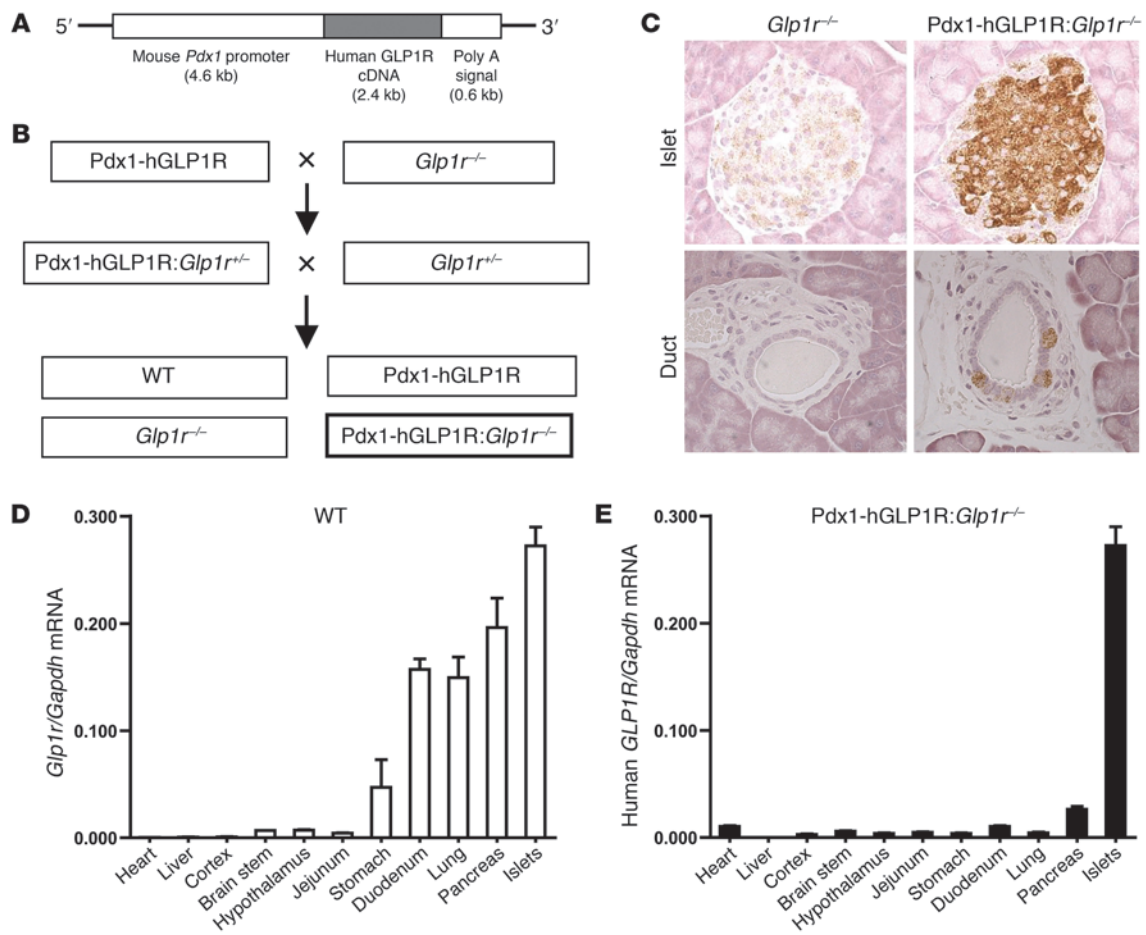 A
5′
3′
Mouse Pdx1 promoter
(4.6 kb)
Human GLP1R
cDNA
(2.4 kb)
Poly A
signal
(0.6 kb)
B
Pdx1-hGLP1R × Glp1r–/–
Pdx1-hGLP1R:Glp1r+/– × Glp1r+/–
WT
Pdx1-hGLP1R
Glp1r–/–
Pdx1-hGLP1R:Glp1r–/–
C
Glp1r–/–
Pdx1-hGLP1R:Glp1r–/–
Islet
Duct
D
WT
Glp1r/Gapdh mRNA
0.300
0.200
0.100
0.000
Heart
Liver
Cortex
Brain stem
Hypothalamus
Jejunum
Stomach
Duodenum
Lung
Pancreas
Islets
E
Pdx1-hGLP1R:Glp1r–/–
Human GLP1R/Gapdh mRNA
0.300
0.200
0.100
0.000
Heart
Liver
Cortex
Brain stem
Hypothalamus
Jejunum
Stomach
Duodenum
Lung
Pancreas
Islets